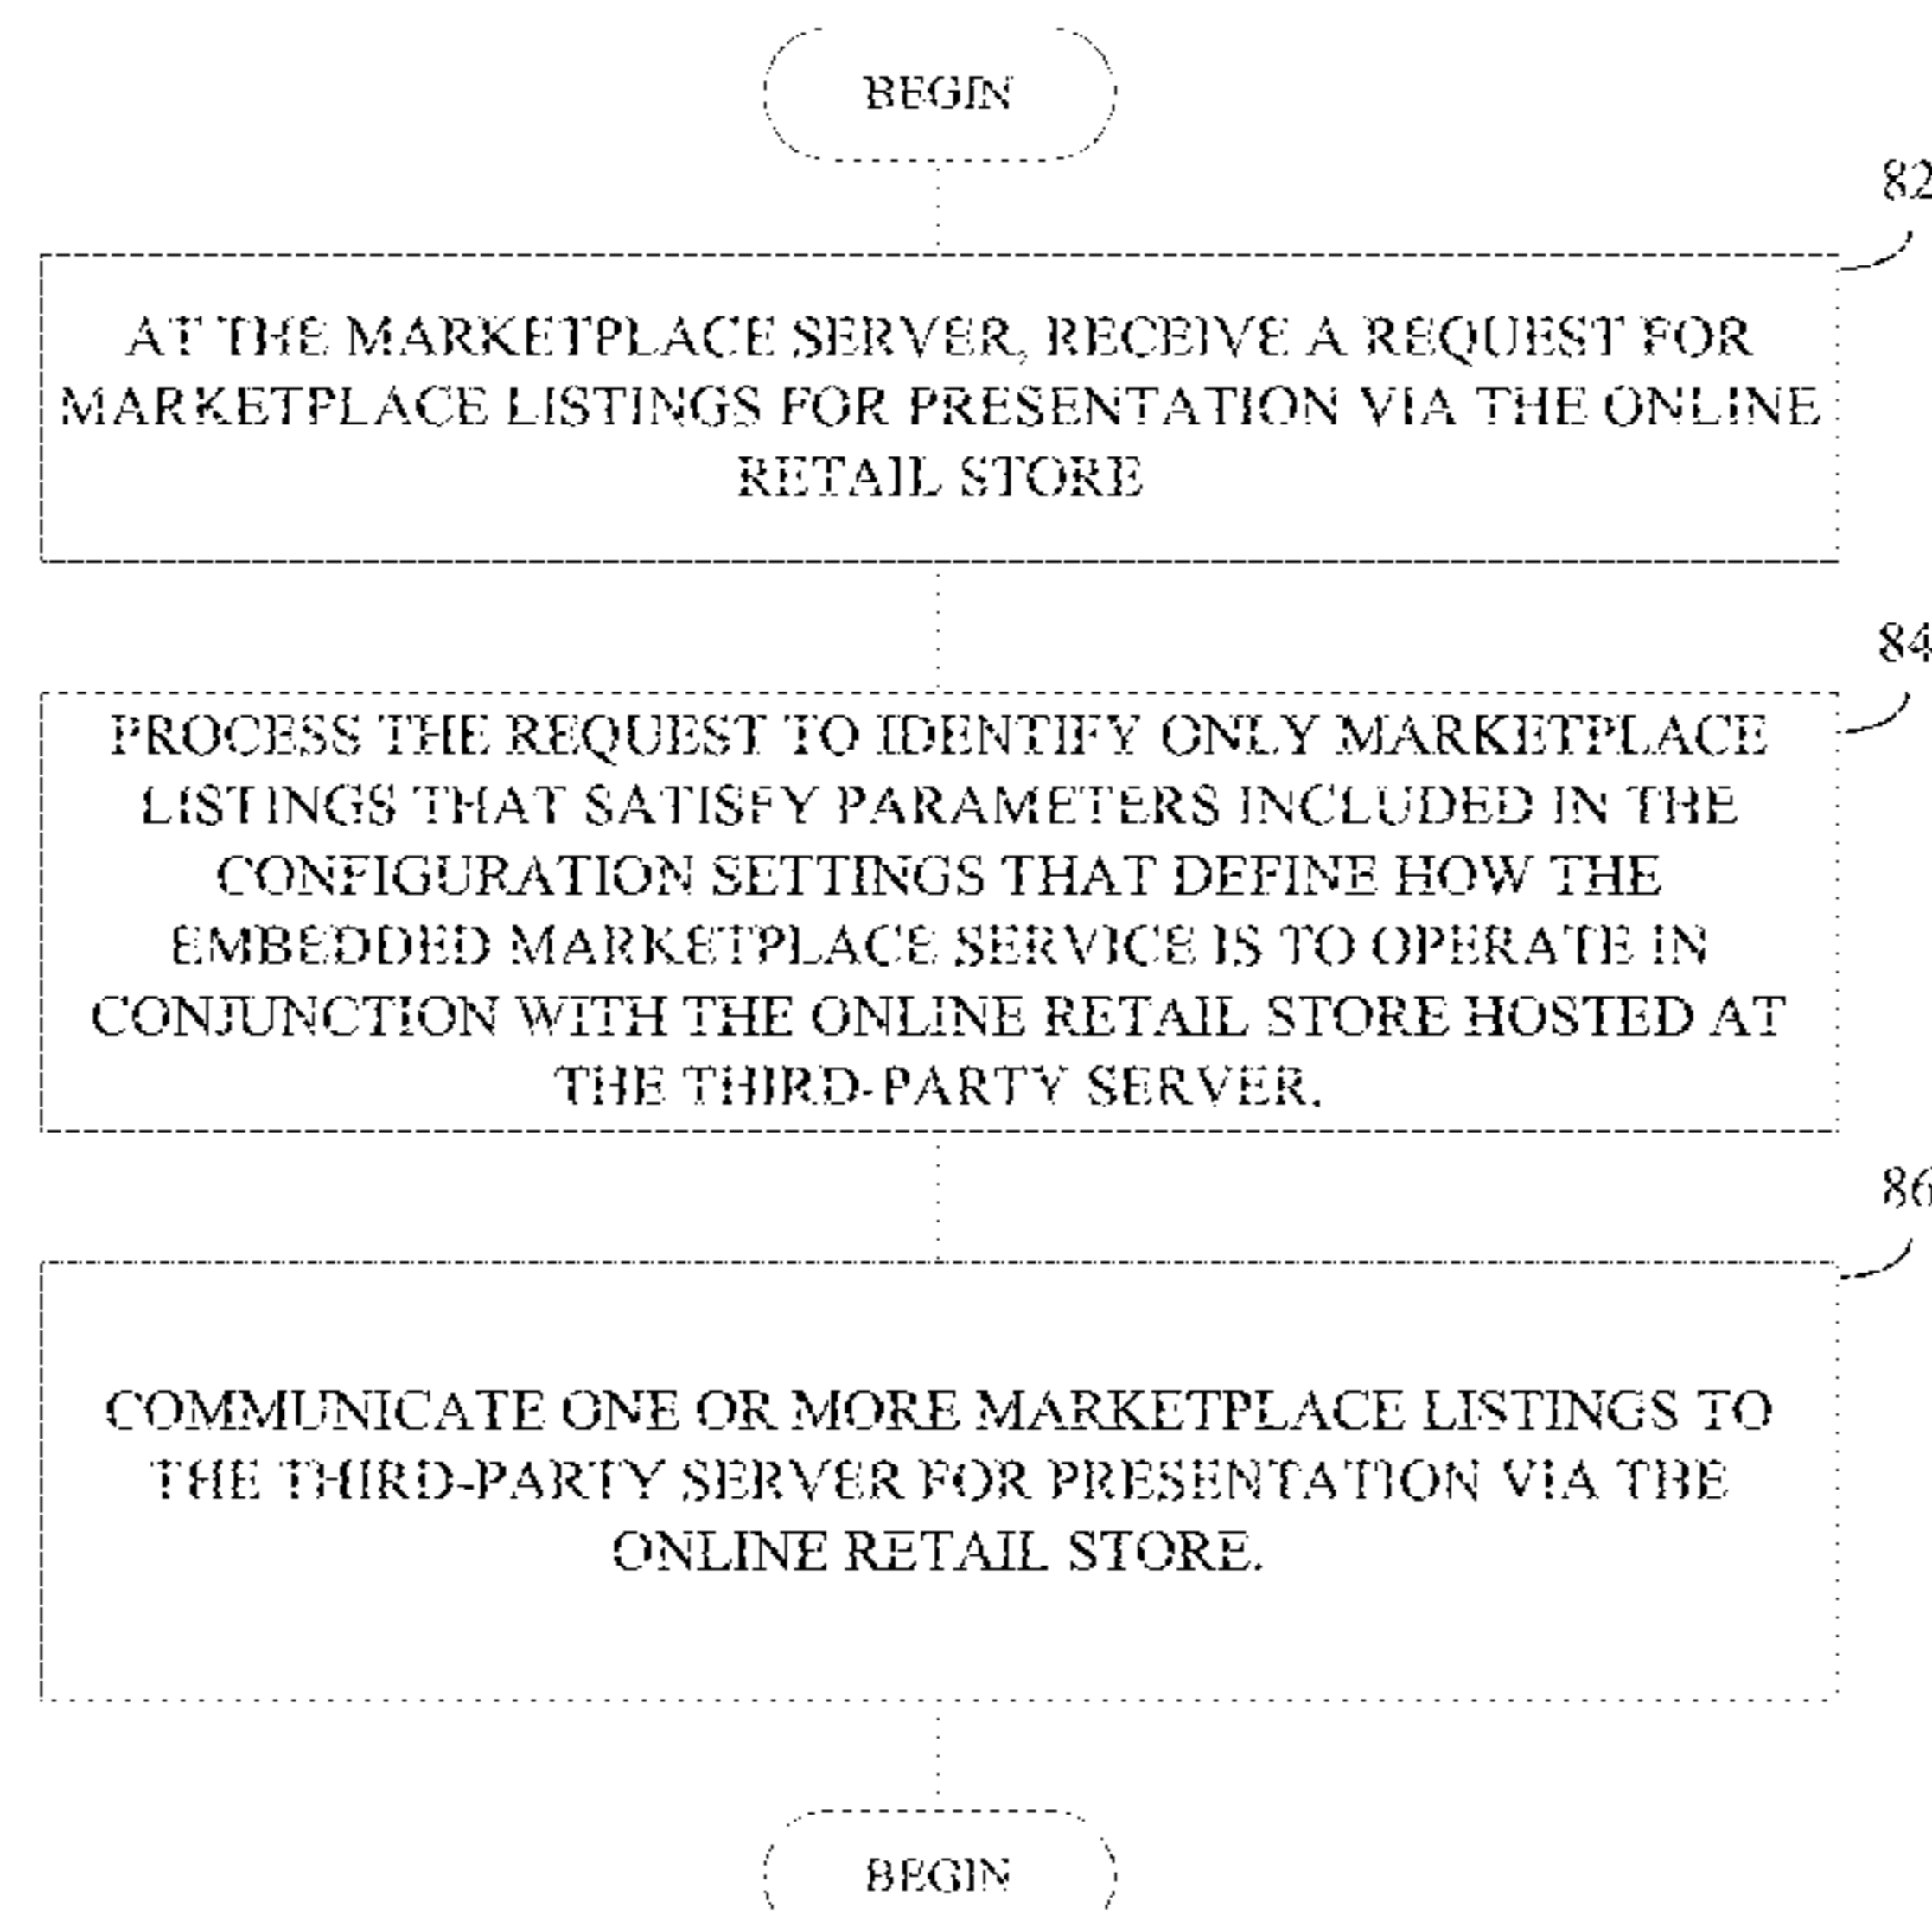 BEGIN
82
AT THE MARKETPLACE SERVER, RECEIVE A REQUEST FOR
MARKETPLACE LISTINGS FOR PRESENTATION VIA THE ONLINE
RETAIL STORE
84
PROCESS THE REQUEST TO IDENTIFY ONLY MARKETPLACE
LISTINGS THAT SATISFY PARAMETERS INCLUDED IN THE
CONFIGURATION SETTINGS THAT DEFINE HOW THE
EMBEDDED MARKETPLACE SERVICE IS TO OPERATE IN
CONJUNCTION WITH THE ONLINE RETAIL STORE HOSTED AT
THE THIRD-PARTY SERVER.
86
COMMUNICATE ONE OR MORE MARKETPLACE LISTINGS TO
THE THIRD-PARTY SERVER FOR PRESENTATION VIA THE
ONLINE RETAIL STORE.
BEGIN